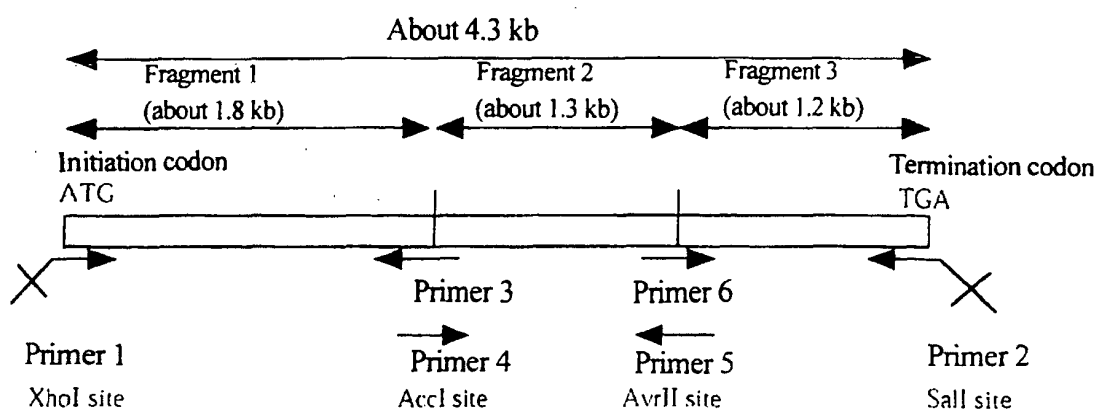 About 4.3 kb
Fragment 1 Fragment 2 Fragment 3
(about 1.8 kb) (about 1.3 kb) (about 1.2 kb)
Initiation codon Termination codon
ATG TGA
Primer 3 Primer 6
Primer 1 Primer 4 Primer 5 Primer 2
XhoI site AccI site AvrII site SalI site